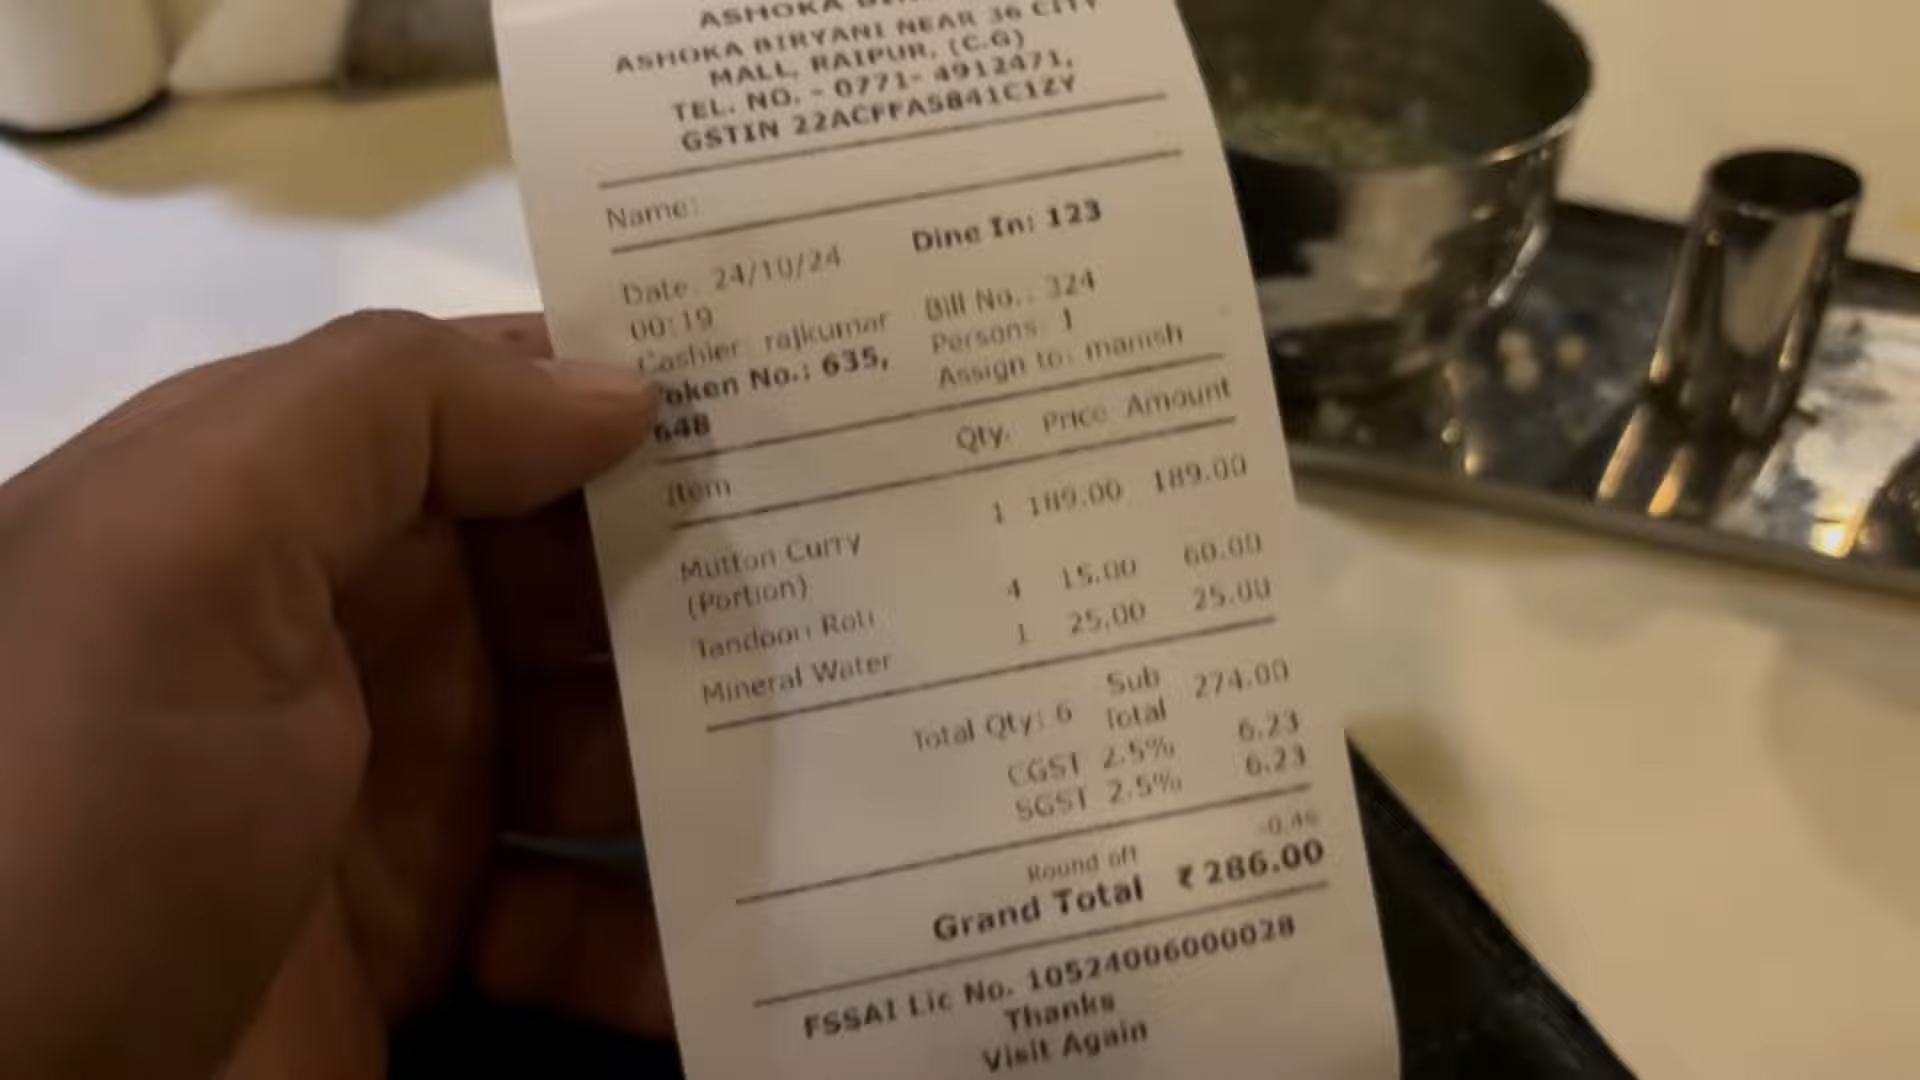 ASHOKA
ASHOKA BIRYANI NEAR 36 CITY
MALL, RAIPUR, (C.G)
TEL. NO. - 0771- 4912471,
GSTIN 22ACFFA5841C1ZY
Name:
Date: 24/10/24 Dine In: 123
00:19 Bill No.: 324
Cashier: rajkumar Persons: 1
Token No.: 635, Assign to: manish
648
Item Qty. Price Amount
Mutton Curry 1 189.00 189.00
(Portion)
Tandoori Roti 4 15.00 60.00
Mineral Water 1 25.00 25.00
Total Qty: 6 Sub Total 274.00
CGST 2.5% 6.23
SGST 2.5% 6.23
Round off -0.46
Grand Total ₹ 286.00
FSSAI Lic No. 10524006000028
Thanks
Visit Again